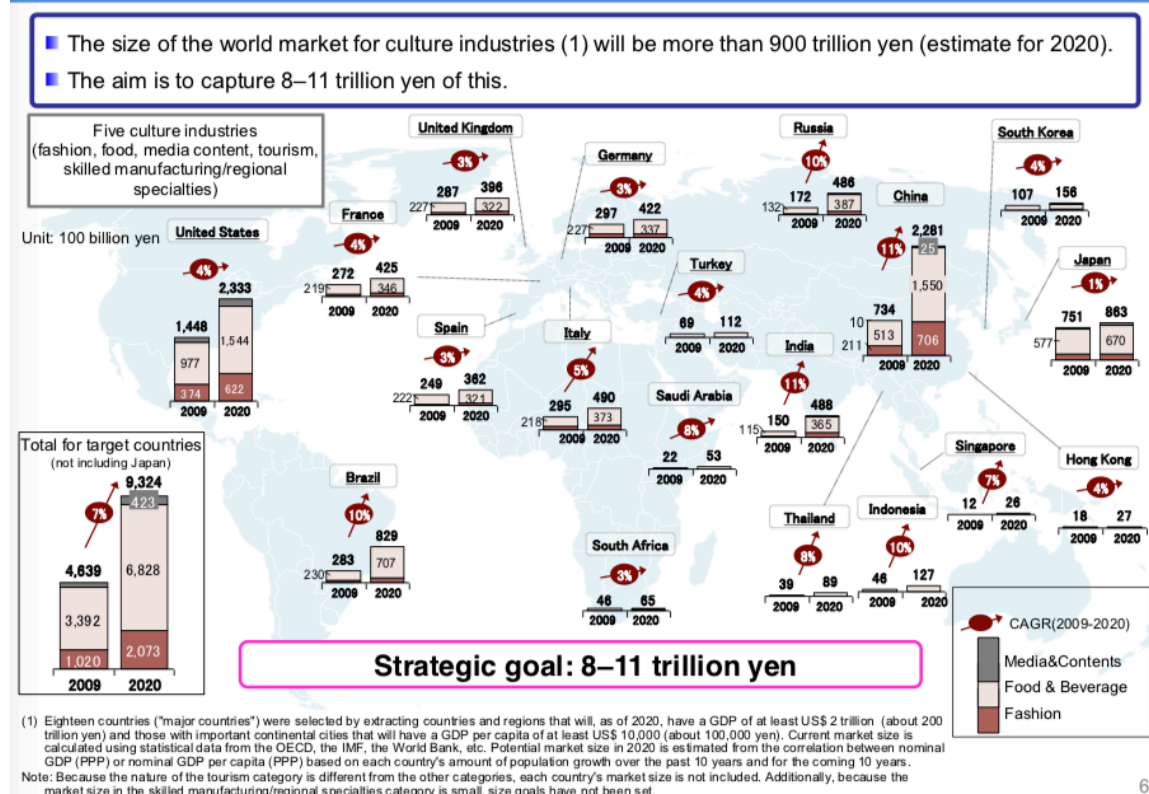 The size of the world market for culture industries (1) will be more than 900 trillion yen (estimate for 2020).
The aim is to capture 8–11 trillion yen of this.
Five culture industries
(fashion, food, media content, tourism,
skilled manufacturing/regional
specialties)
Unit: 100 billion yen
United States
4%
1,448
2,333
977
1,544
374
622
2009 2020
France
4%
272
425
219
346
2009 2020
United Kingdom
3%
287
396
227
322
2009 2020
Germany
3%
297
422
227
337
2009 2020
Russia
10%
172
486
132
387
2009 2020
China
11%
734
2,281
10
25
513
1,550
211
706
2009 2020
South Korea
4%
107
156
2009 2020
Japan
1%
751
863
577
670
2009 2020
Turkey
4%
69
112
2009 2020
Spain
3%
249
362
222
321
2009 2020
Italy
5%
295
490
218
373
2009 2020
India
11%
150
488
115
365
2009 2020
Saudi Arabia
8%
22
53
2009 2020
Total for target countries
(not including Japan)
7%
4,639
9,324
423
3,392
6,828
1,020
2,073
2009 2020
Brazil
10%
283
829
230
707
2009 2020
South Africa
3%
46
65
2009 2020
Thailand
8%
39
89
2009 2020
Indonesia
10%
46
127
2009 2020
Singapore
7%
12
26
2009 2020
Hong Kong
4%
18
27
2009 2020
CAGR(2009-2020)
Media&Contents
Food & Beverage
Fashion
Strategic goal: 8–11 trillion yen
(1) Eighteen countries ("major countries") were selected by extracting countries and regions that will, as of 2020, have a GDP of at least US$ 2 trillion (about 200
trillion yen) and those with important continental cities that will have a GDP per capita of at least US$ 10,000 (about 100,000 yen). Current market size is
calculated using statistical data from the OECD, the IMF, the World Bank, etc. Potential market size in 2020 is estimated from the correlation between nominal
GDP (PPP) or nominal GDP per capita (PPP) based on each country's amount of population growth over the past 10 years and for the coming 10 years.
Note: Because the nature of the tourism category is different from the other categories, each country's market size is not included. Additionally, because the
market size in the skilled manufacturing/regional specialties category is small, size goals have not been set.
6